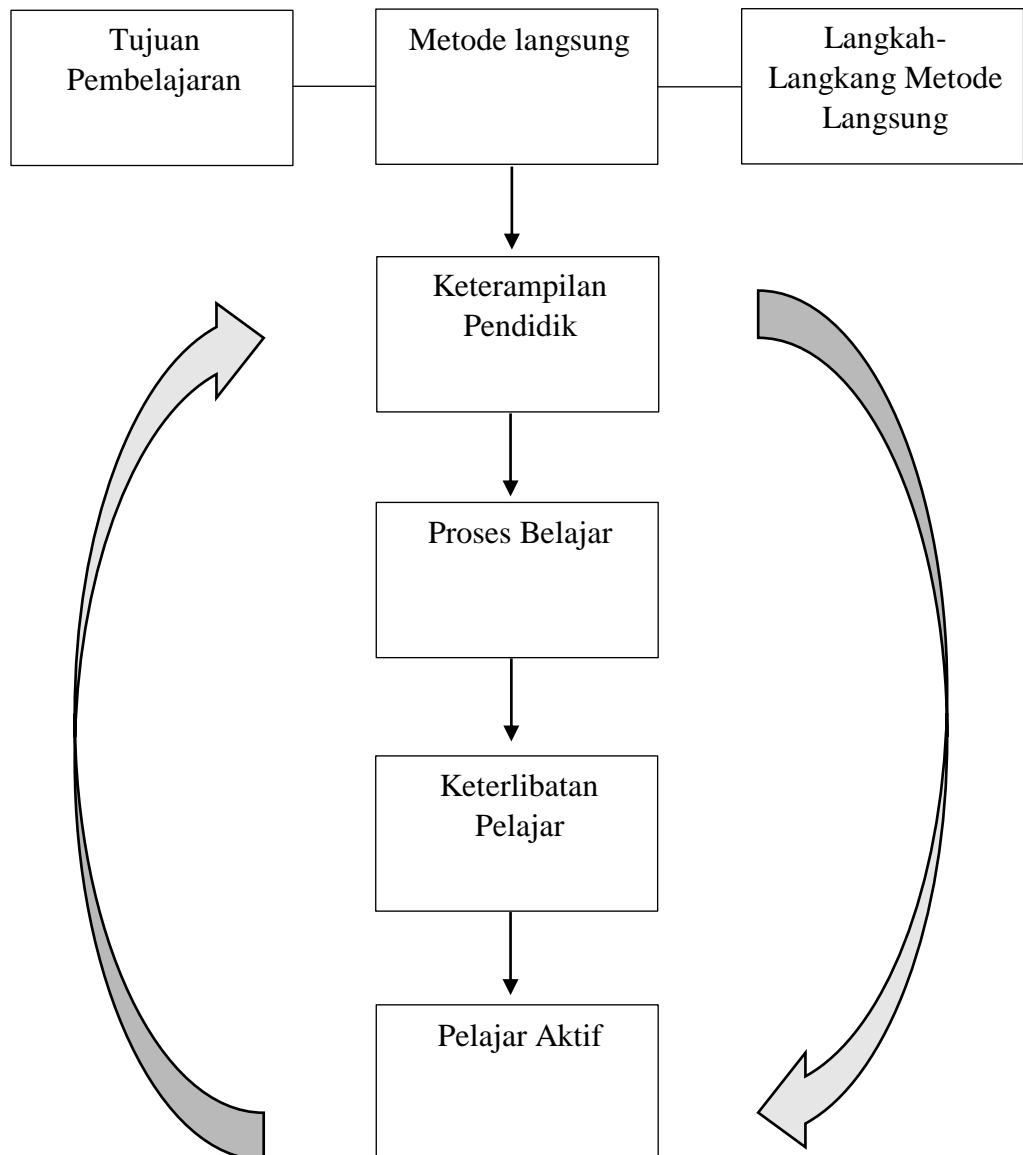 Tujuan
Pembelajaran
Metode langsung
Langkah-
Langkang Metode
Langsung
Keterampilan
Pendidik
Proses Belajar
Keterlibatan
Pelajar
Pelajar Aktif